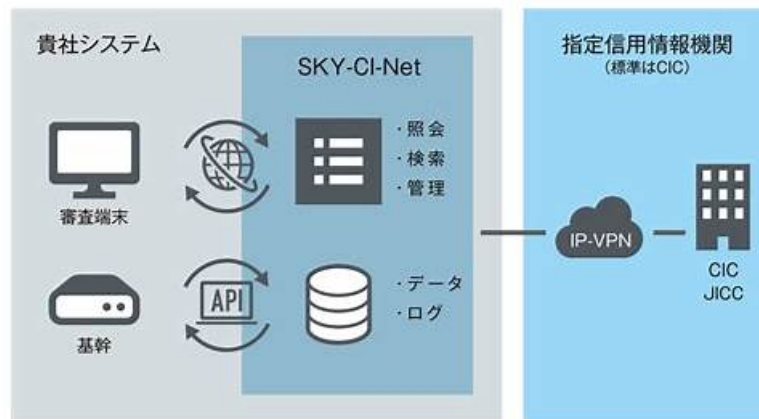 貴社システム
SKY-CI-Net
指定信用情報機関
(標準はCIC)
・照会
・検索
・管理
審査端末
IP-VPN
CIC
JICC
API
・データ
・ログ
基幹